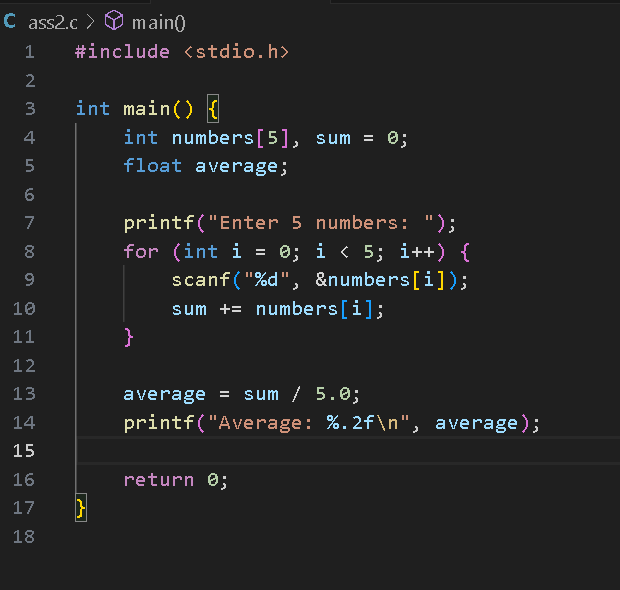 C ass2.c > main()
1 #include <stdio.h>
2
3 int main() {
4     int numbers[5], sum = 0;
5     float average;
6
7     printf("Enter 5 numbers: ");
8     for (int i = 0; i < 5; i++) {
9         scanf("%d", &numbers[i]);
10         sum += numbers[i];
11     }
12
13     average = sum / 5.0;
14     printf("Average: %.2f\n", average);
15
16     return 0;
17 }
18